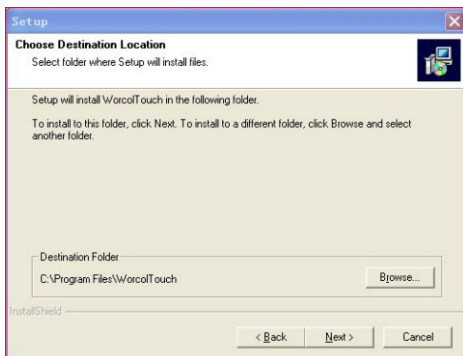 Setup
Choose Destination Location
Select folder where Setup will install files.
Setup will install WorcolTouch in the following folder.
To install to this folder, click Next. To install to a different folder, click Browse and select
another folder.
Destination Folder
C:\Program Files\WorcolTouch
Browse...
InstallShield
< Back
Next >
Cancel